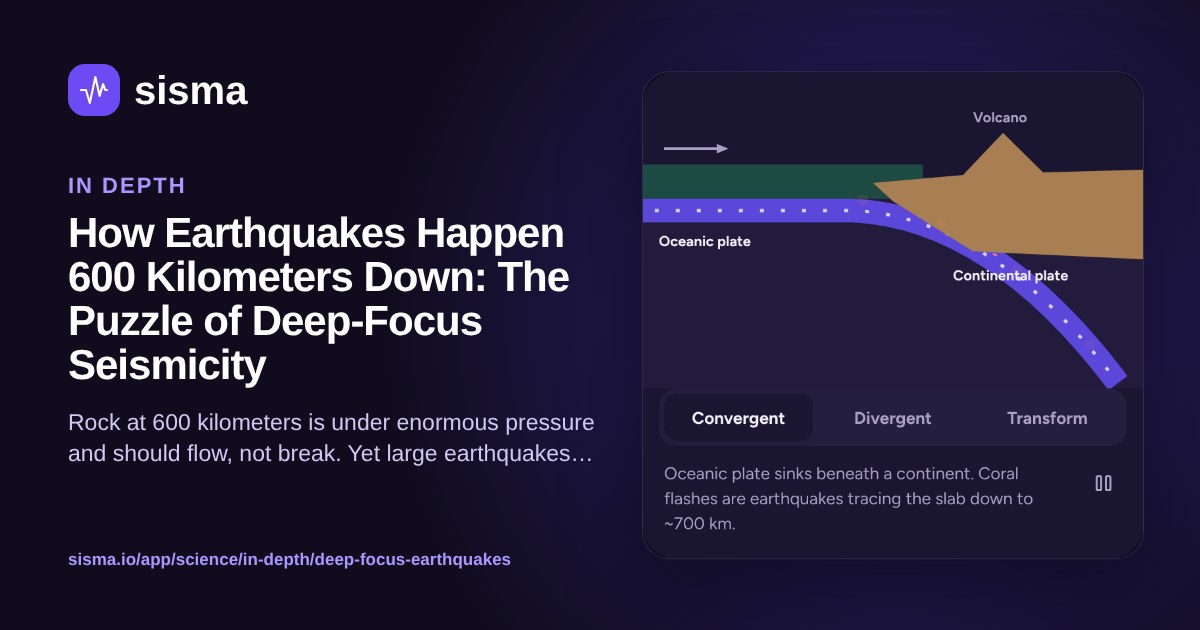 sisma
IN DEPTH
How Earthquakes Happen
600 Kilometers Down: The
Puzzle of Deep-Focus
Seismicity
Rock at 600 kilometers is under enormous pressure
and should flow, not break. Yet large earthquakes…
sisma.io/app/science/in-depth/deep-focus-earthquakes
Volcano
Oceanic plate
Continental plate
Convergent Divergent Transform
Oceanic plate sinks beneath a continent. Coral
flashes are earthquakes tracing the slab down to
~700 km.